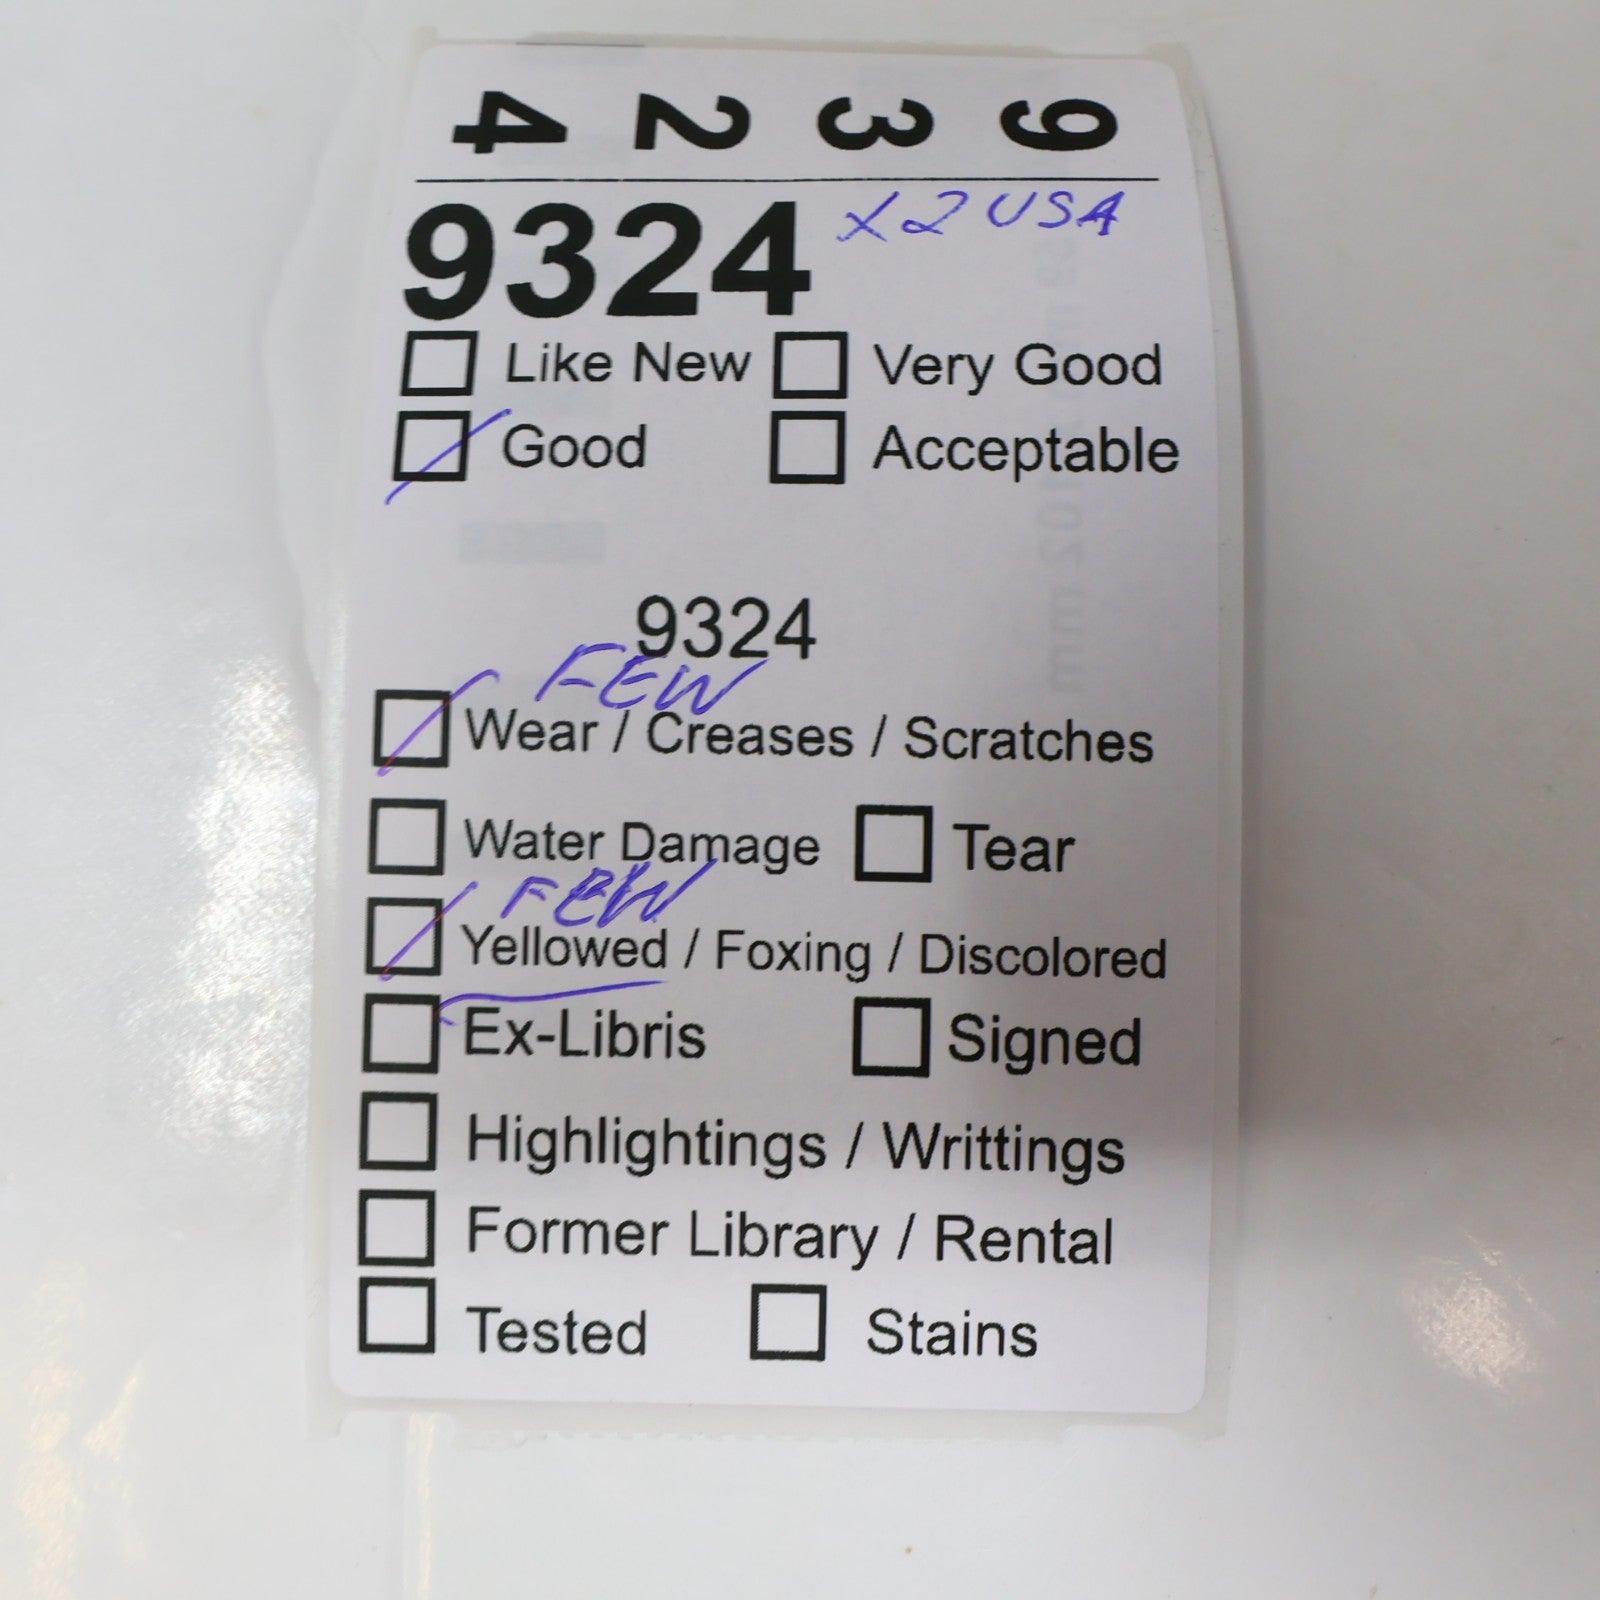 4 2 3 9
9324 X2 USA
Like New Very Good
Good Acceptable
9324
FEW
Wear / Creases / Scratches
Water Damage Tear
FEW
Yellowed / Foxing / Discolored
Ex-Libris Signed
Highlightings / Writtings
Former Library / Rental
Tested Stains